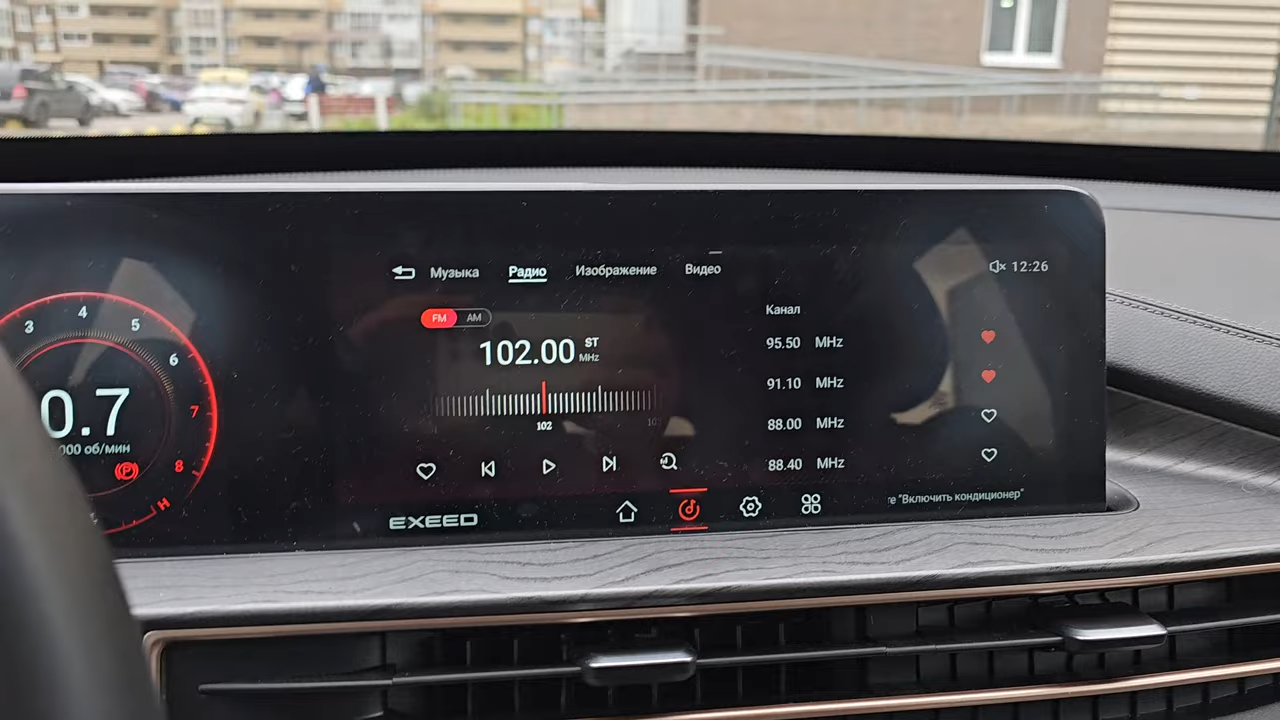 Музыка Радио Изображение Видео
12:26
FM AM
102.00 ST MHz
102
Канал
95.50 MHz
91.10 MHz
88.00 MHz
88.40 MHz
3 4 5 6 7 8 H
0.7
000 об/мин
EXEED
"Включить кондиционер"